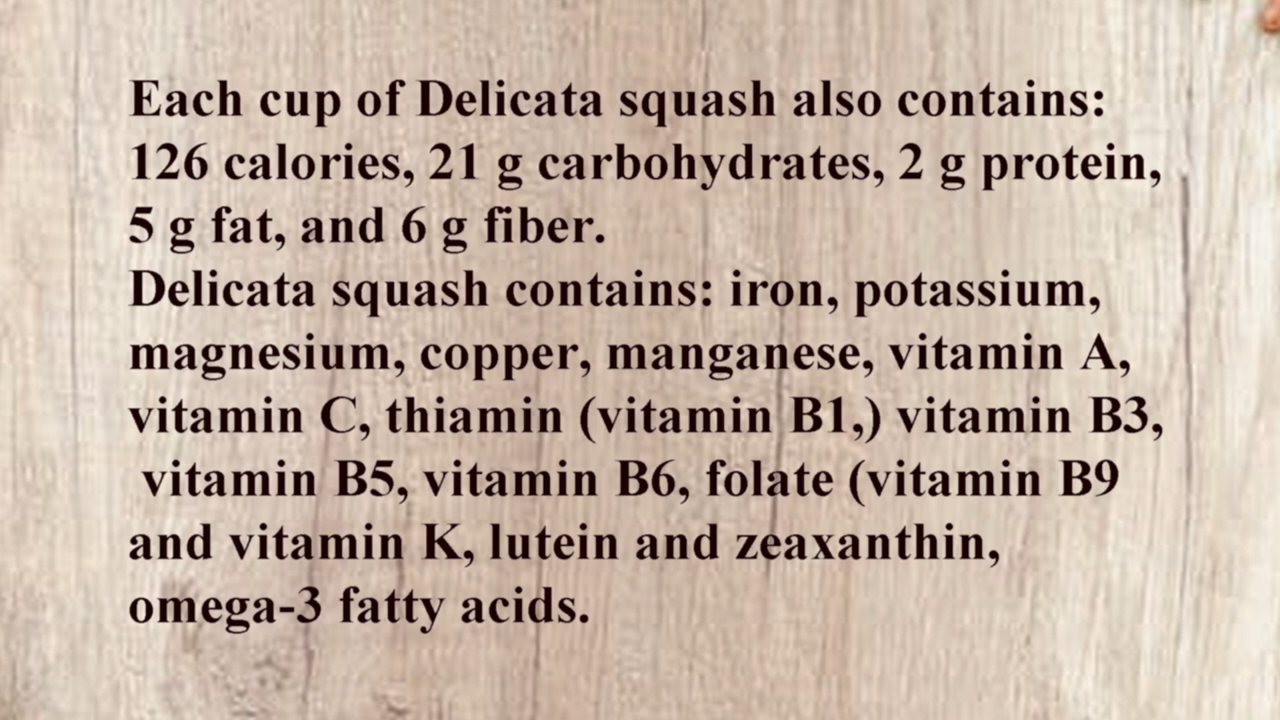 Each cup of Delicata squash also contains:
126 calories, 21 g carbohydrates, 2 g protein,
5 g fat, and 6 g fiber.
Delicata squash contains: iron, potassium,
magnesium, copper, manganese, vitamin A,
vitamin C, thiamin (vitamin B1,) vitamin B3,
vitamin B5, vitamin B6, folate (vitamin B9
and vitamin K, lutein and zeaxanthin,
omega-3 fatty acids.